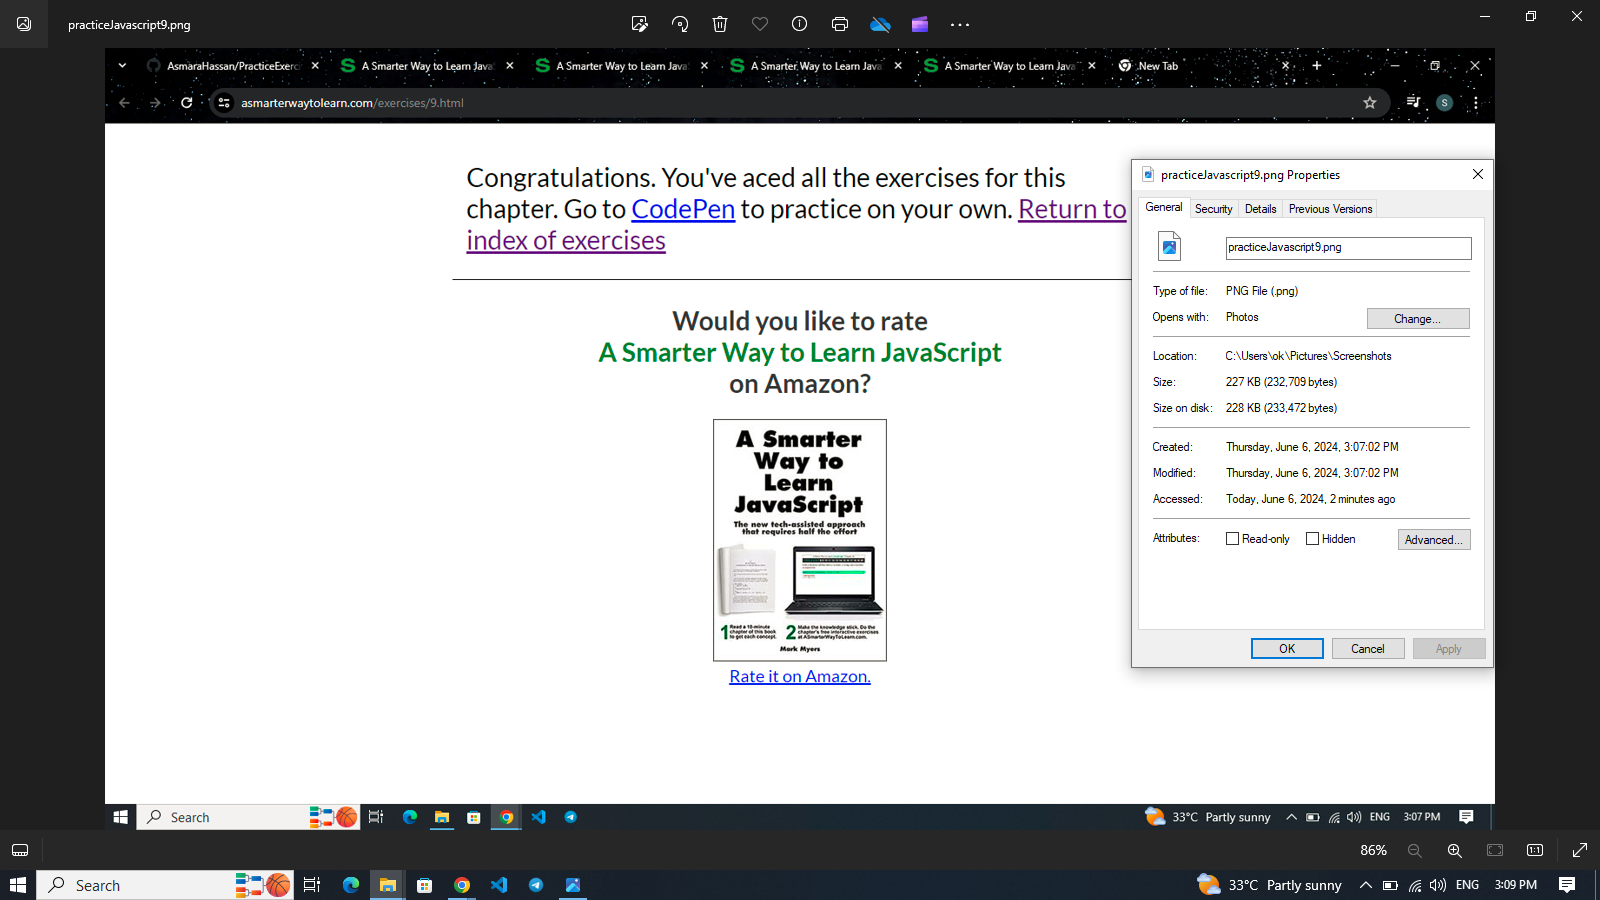 practiceJavascript9.png
AsmaraHassan/PracticeExerci
A Smarter Way to Learn Java
A Smarter Way to Learn Java
A Smarter Way to Learn Java
A Smarter Way to Learn Java
New Tab
asmarterwaytolearn.com/exercises/9.html
S
Congratulations. You've aced all the exercises for this
chapter. Go to CodePen to practice on your own. Return to
index of exercises
Would you like to rate
A Smarter Way to Learn JavaScript
on Amazon?
A Smarter
Way to
Learn
JavaScript
The new tech-assisted approach
that requires half the effort
1 Read a 10-minute
chapter of this book
to get each concept.
2 Make the knowledge stick. Do the
chapter's free interactive exercises
at ASmarterWayToLearn.com.
Mark Myers
Rate it on Amazon.
practiceJavascript9.png Properties
General
Security
Details
Previous Versions
practiceJavascript9.png
Type of file: PNG File (.png)
Opens with: Photos
Change...
Location: C:\Users\ok\Pictures\Screenshots
Size: 227 KB (232,709 bytes)
Size on disk: 228 KB (233,472 bytes)
Created: Thursday, June 6, 2024, 3:07:02 PM
Modified: Thursday, June 6, 2024, 3:07:02 PM
Accessed: Today, June 6, 2024, 2 minutes ago
Attributes: Read-only Hidden Advanced...
OK Cancel Apply
Search
33°C Partly sunny ENG 3:07 PM
86%
1:1
Search
33°C Partly sunny ENG 3:09 PM